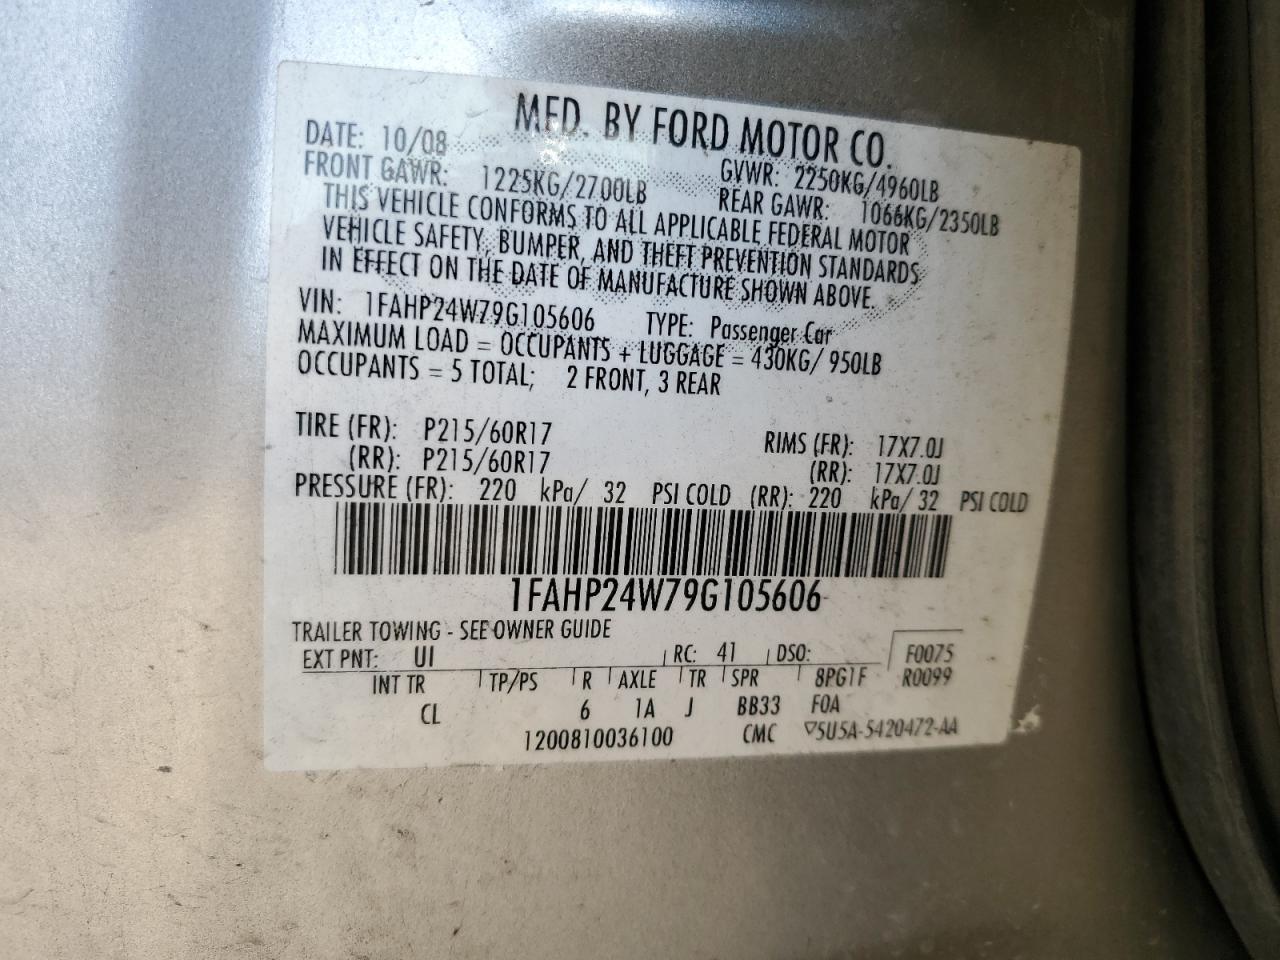 MFD. BY FORD MOTOR CO.
DATE: 10/08 GVWR: 2250KG/4960LB
FRONT GAWR: 1225KG/2700LB REAR GAWR: 1066KG/2350LB
THIS VEHICLE CONFORMS TO ALL APPLICABLE FEDERAL MOTOR
VEHICLE SAFETY, BUMPER, AND THEFT PREVENTION STANDARDS
IN EFFECT ON THE DATE OF MANUFACTURE SHOWN ABOVE.
VIN: 1FAHP24W79G105606 TYPE: Passenger Car
MAXIMUM LOAD = OCCUPANTS + LUGGAGE = 430KG/ 950LB
OCCUPANTS = 5 TOTAL; 2 FRONT, 3 REAR
TIRE (FR): P215/60R17 RIMS (FR): 17X7.0J
(RR): P215/60R17 (RR): 17X7.0J
PRESSURE (FR): 220 kPa/ 32 PSI COLD (RR): 220 kPa/ 32 PSI COLD
1FAHP24W79G105606
TRAILER TOWING - SEE OWNER GUIDE
EXT PNT: UI RC: 41 DSO: F0075
INT TR TP/PS R AXLE TR SPR 8PG1F R0099
CL 6 1A J BB33 F0A
1200810036100 CMC ▽5U5A-5420472-AA